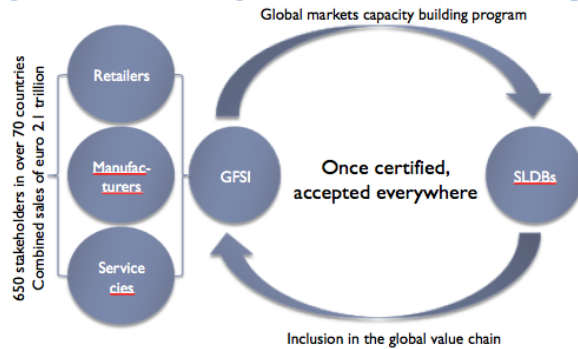 Global markets capacity building program
650 stakeholders in over 70 countries
Combined sales of euro 2.1 trillion
Retailers
Manufac-
turers
Service
cies
GFSI
Once certified,
accepted everywhere
SLDBs
Inclusion in the global value chain